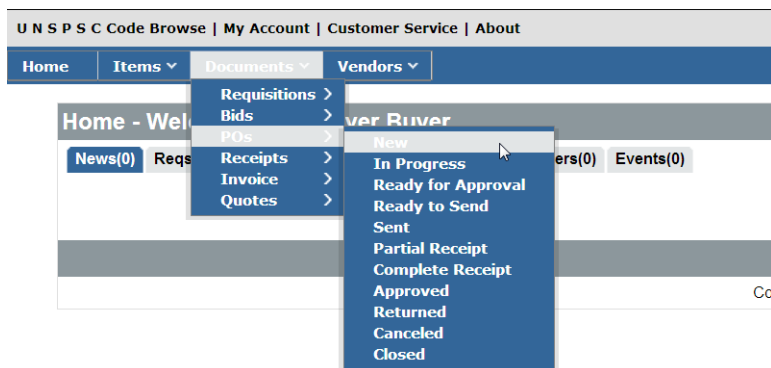 U N S P S C Code Browse | My Account | Customer Service | About
Home Items Documents Vendors
Requisitions
Bids
POs
Receipts
Invoice
Quotes
New
In Progress
Ready for Approval
Ready to Send
Sent
Partial Receipt
Complete Receipt
Approved
Returned
Canceled
Closed
Home - Wel ver Buyer
News(0) Reqs ers(0) Events(0)
Co